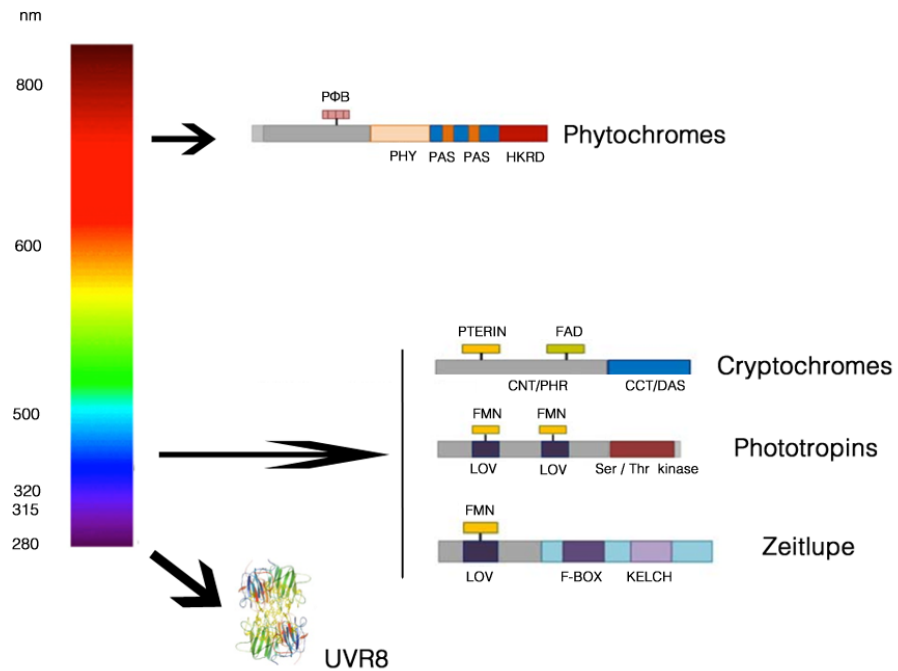 nm
800
600
500
320
315
280
PΦB
PHY PAS PAS HKRD
Phytochromes
PTERIN FAD
CNT/PHR CCT/DAS
Cryptochromes
FMN FMN
LOV LOV Ser / Thr kinase
Phototropins
FMN
LOV F-BOX KELCH
Zeitlupe
UVR8